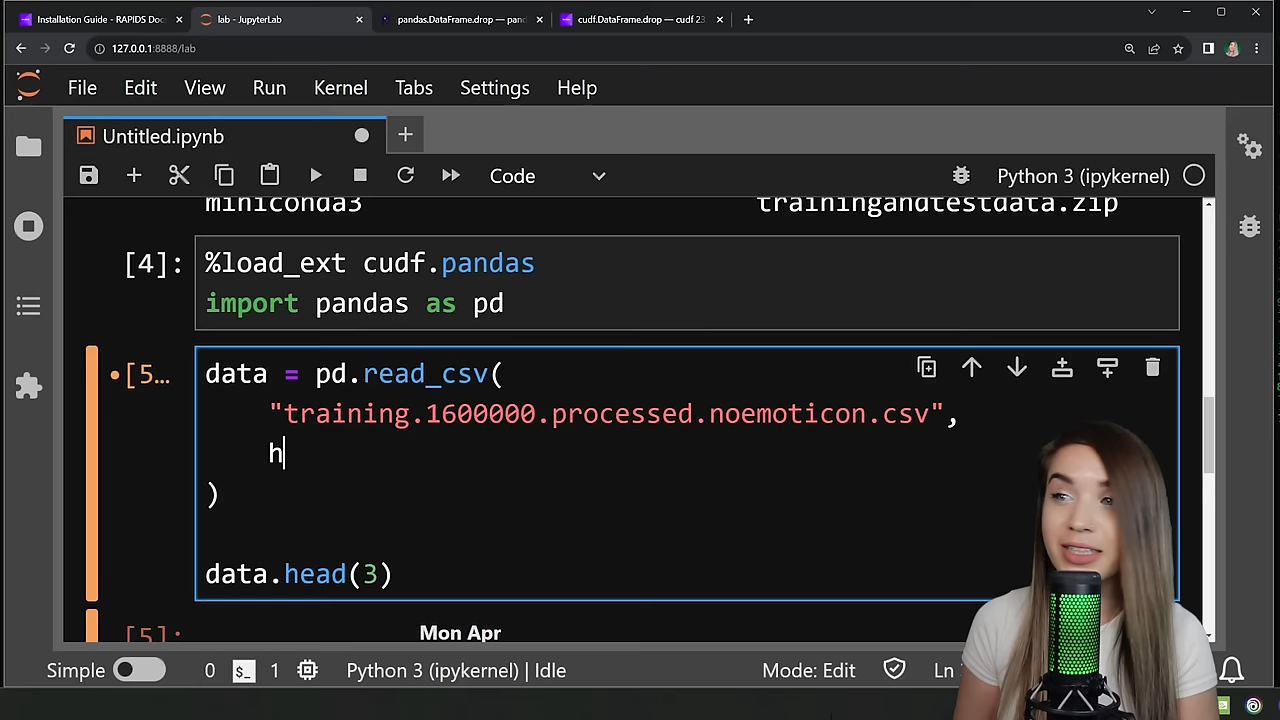 Installation Guide - RAPIDS Doc
lab - JupyterLab
pandas.DataFrame.drop — pand
cudf.DataFrame.drop — cudf 23
127.0.0.1:8888/lab
File Edit View Run Kernel Tabs Settings Help
Untitled.ipynb
Code
Python 3 (ipykernel)
miniconda3 trainingandtestdata.zip
[4]: %load_ext cudf.pandas
import pandas as pd
[5… data = pd.read_csv(
"training.1600000.processed.noemoticon.csv",
h
)
data.head(3)
[5]: Mon Apr
Simple 0 $_ 1 Python 3 (ipykernel) | Idle Mode: Edit Ln